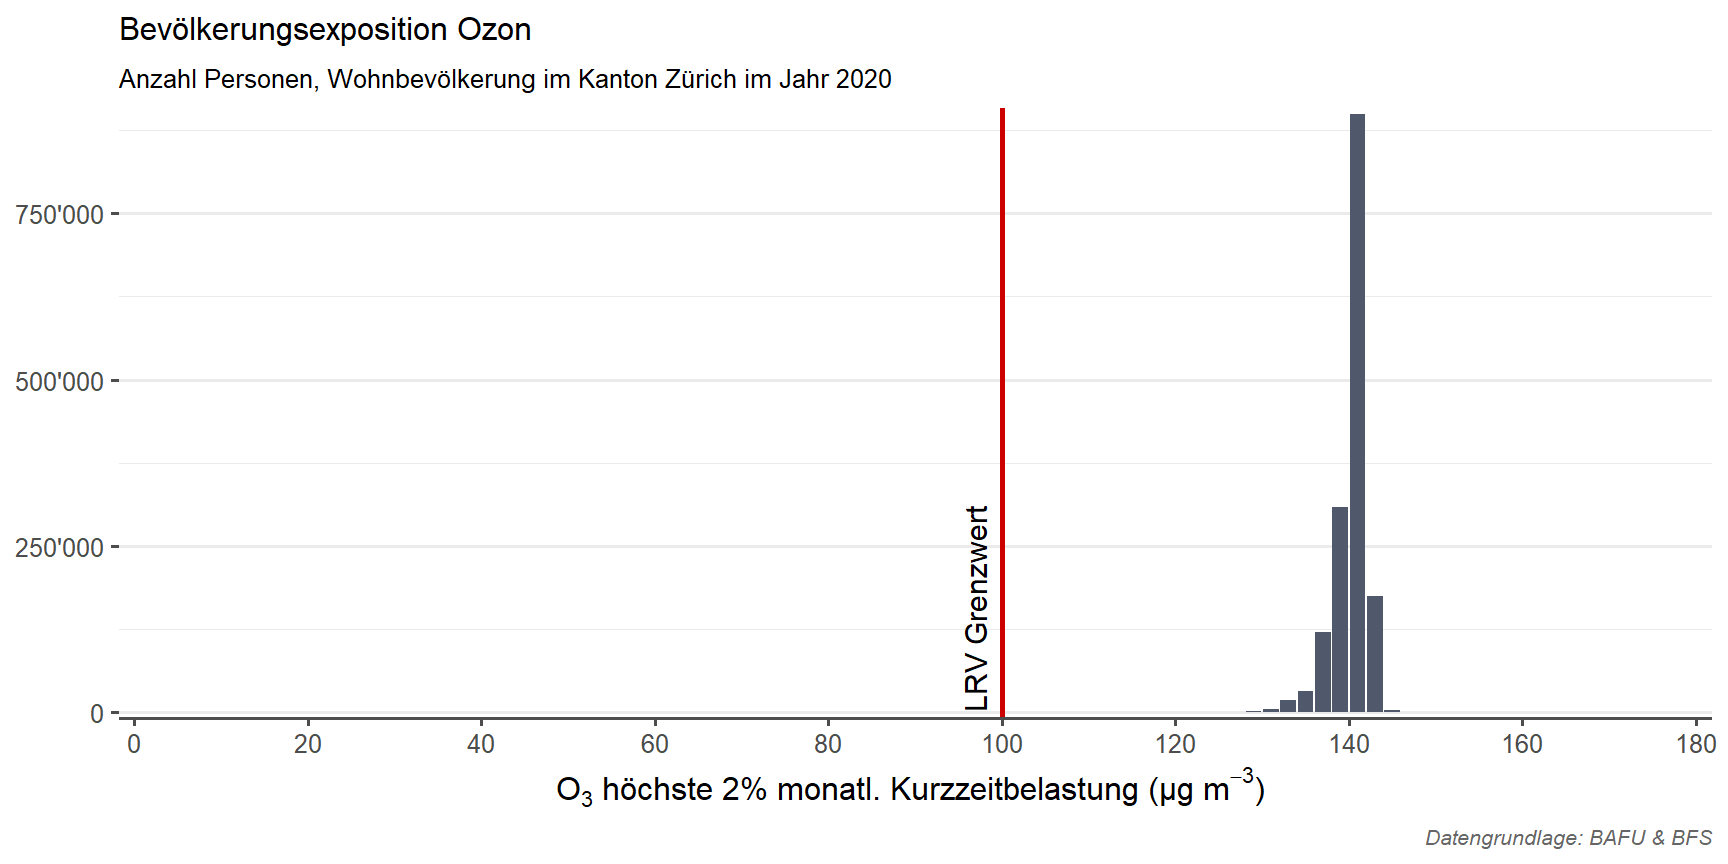 Bevölkerungsexposition Ozon
Anzahl Personen, Wohnbevölkerung im Kanton Zürich im Jahr 2020
750'000
500'000
250'000
0
LRV Grenzwert
0 20 40 60 80 100 120 140 160 180
O₃ höchste 2% monatl. Kurzzeitbelastung (µg m⁻³)
Datengrundlage: BAFU & BFS